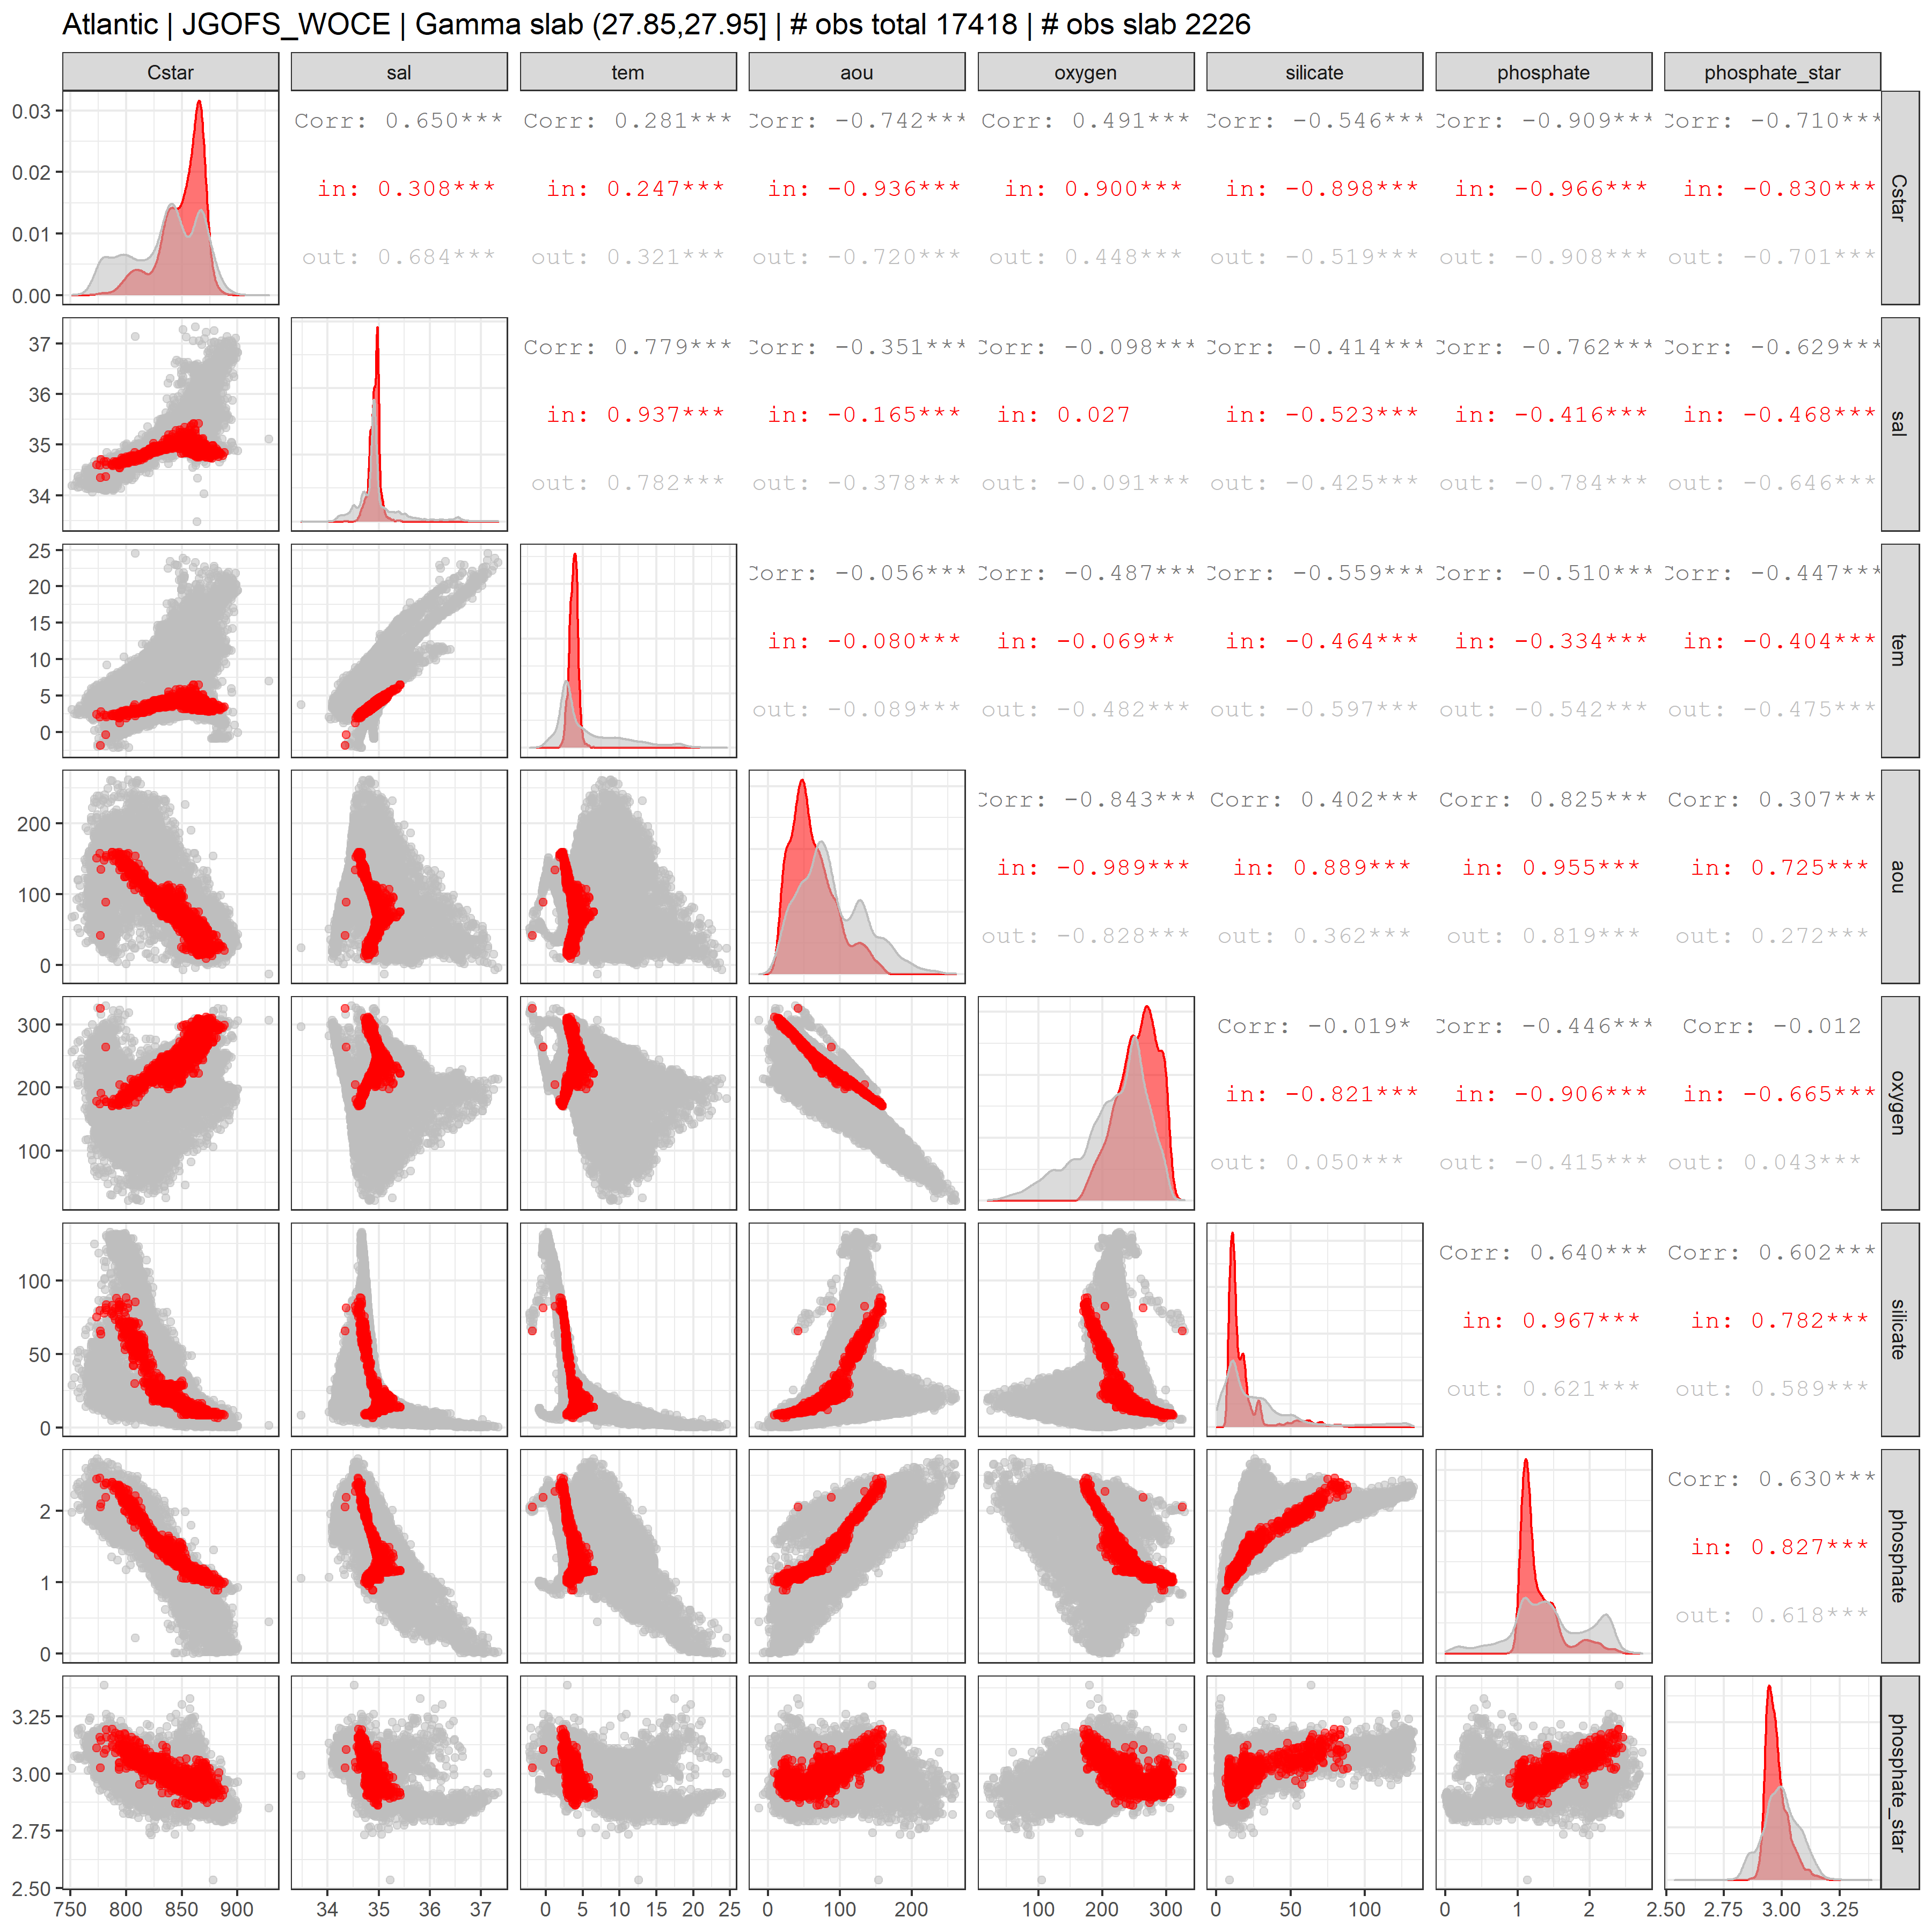 Atlantic | JGOFS_WOCE | Gamma slab (27.85,27.95] | # obs total 17418 | # obs slab 2226
Cstar sal tem aou oxygen silicate phosphate phosphate_star
0.03
0.02
0.01
0.00
Corr: 0.650*** Corr: 0.281*** Corr: -0.742*** Corr: 0.491*** Corr: -0.546*** Corr: -0.909*** Corr: -0.710***
in: 0.308*** in: 0.247*** in: -0.936*** in: 0.900*** in: -0.898*** in: -0.966*** in: -0.830***
out: 0.684*** out: 0.321*** out: -0.720*** out: 0.448*** out: -0.519*** out: -0.908*** out: -0.701***
Cstar
37
36
35
34
Corr: 0.779*** Corr: -0.351*** Corr: -0.098*** Corr: -0.414*** Corr: -0.762*** Corr: -0.629***
in: 0.937*** in: -0.165*** in: 0.027 in: -0.523*** in: -0.416*** in: -0.468***
out: 0.782*** out: -0.378*** out: -0.091*** out: -0.425*** out: -0.784*** out: -0.646***
sal
25
20
15
10
5
0
Corr: -0.056*** Corr: -0.487*** Corr: -0.559*** Corr: -0.510*** Corr: -0.447***
in: -0.080*** in: -0.069** in: -0.464*** in: -0.334*** in: -0.404***
out: -0.089*** out: -0.482*** out: -0.597*** out: -0.542*** out: -0.475***
tem
200
100
0
Corr: -0.843*** Corr: 0.402*** Corr: 0.825*** Corr: 0.307***
in: -0.989*** in: 0.889*** in: 0.955*** in: 0.725***
out: -0.828*** out: 0.362*** out: 0.819*** out: 0.272***
aou
300
200
100
Corr: -0.019* Corr: -0.446*** Corr: -0.012
in: -0.821*** in: -0.906*** in: -0.665***
out: 0.050*** out: -0.415*** out: 0.043***
oxygen
100
50
0
Corr: 0.640*** Corr: 0.602***
in: 0.967*** in: 0.782***
out: 0.621*** out: 0.589***
silicate
2
1
0
Corr: 0.630***
in: 0.827***
out: 0.618***
phosphate
3.25
3.00
2.75
2.50
phosphate_star
750 800 850 900 34 35 36 37 0 5 10 15 20 25 0 100 200 100 200 300 0 50 100 0 1 2 2.50 2.75 3.00 3.25